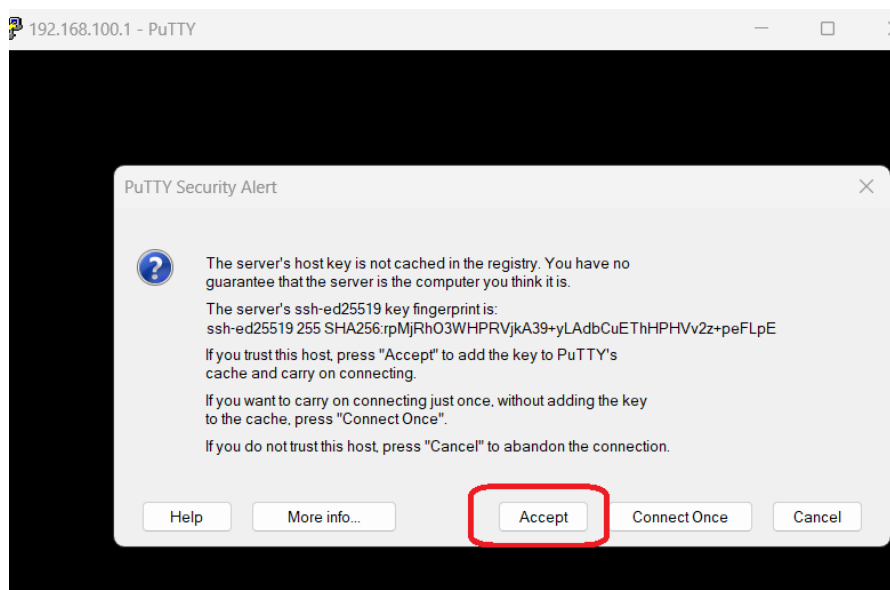 192.168.100.1 - PuTTY
PuTTY Security Alert
The server's host key is not cached in the registry. You have no
guarantee that the server is the computer you think it is.
The server's ssh-ed25519 key fingerprint is:
ssh-ed25519 255 SHA256:rpMjRhO3WHPRVjkA39+yLAdbCuEThHPHVv2z+peFLpE
If you trust this host, press "Accept" to add the key to PuTTY's
cache and carry on connecting.
If you want to carry on connecting just once, without adding the key
to the cache, press "Connect Once".
If you do not trust this host, press "Cancel" to abandon the connection.
Help More info... Accept Connect Once Cancel